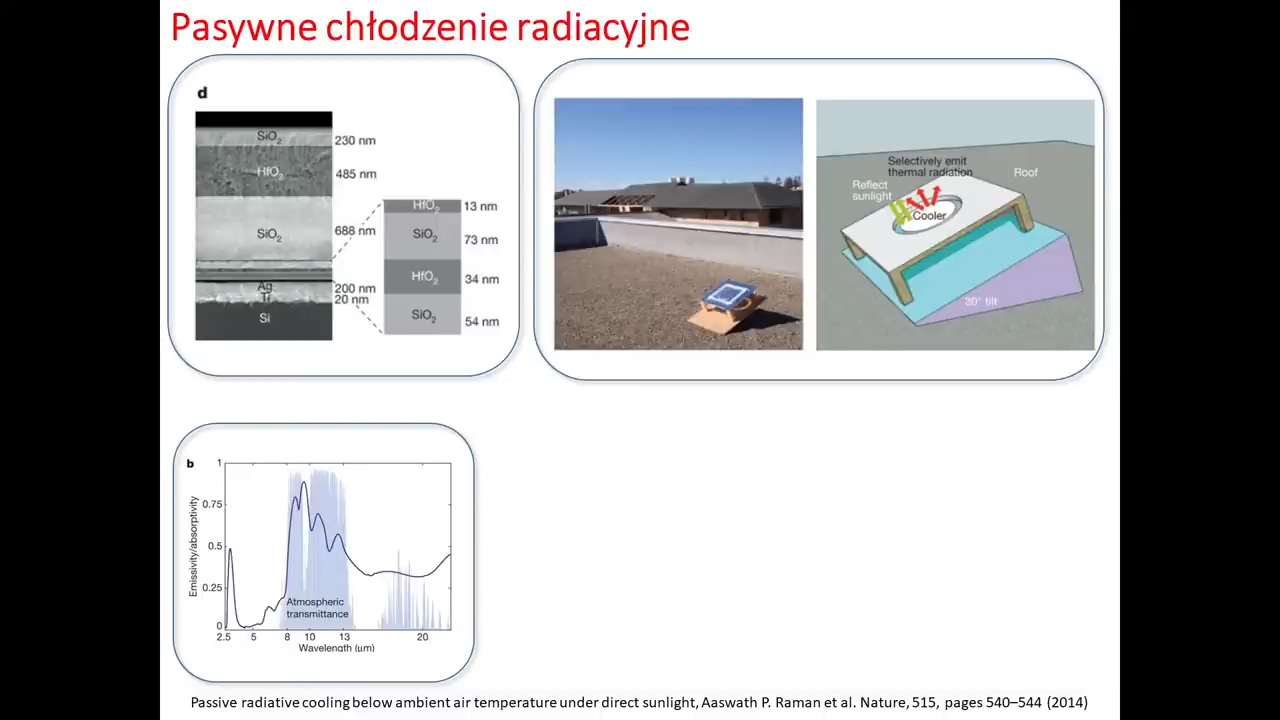 Pasywne chłodzenie radiacyjne
d
SiO₂
230 nm
HfO₂
485 nm
SiO₂
688 nm
Ag
200 nm
Ti
20 nm
Si
HfO₂
13 nm
SiO₂
73 nm
HfO₂
34 nm
SiO₂
54 nm
Selectively emit
thermal radiation
Reflect
sunlight
Roof
Cooler
20° tilt
b
1
0.75
0.5
0.25
0
Emissivity/absorptivity
Atmospheric
transmittance
2.5 5 8 10 13 20
Wavelength (μm)
Passive radiative cooling below ambient air temperature under direct sunlight, Aaswath P. Raman et al. Nature, 515, pages 540–544 (2014)